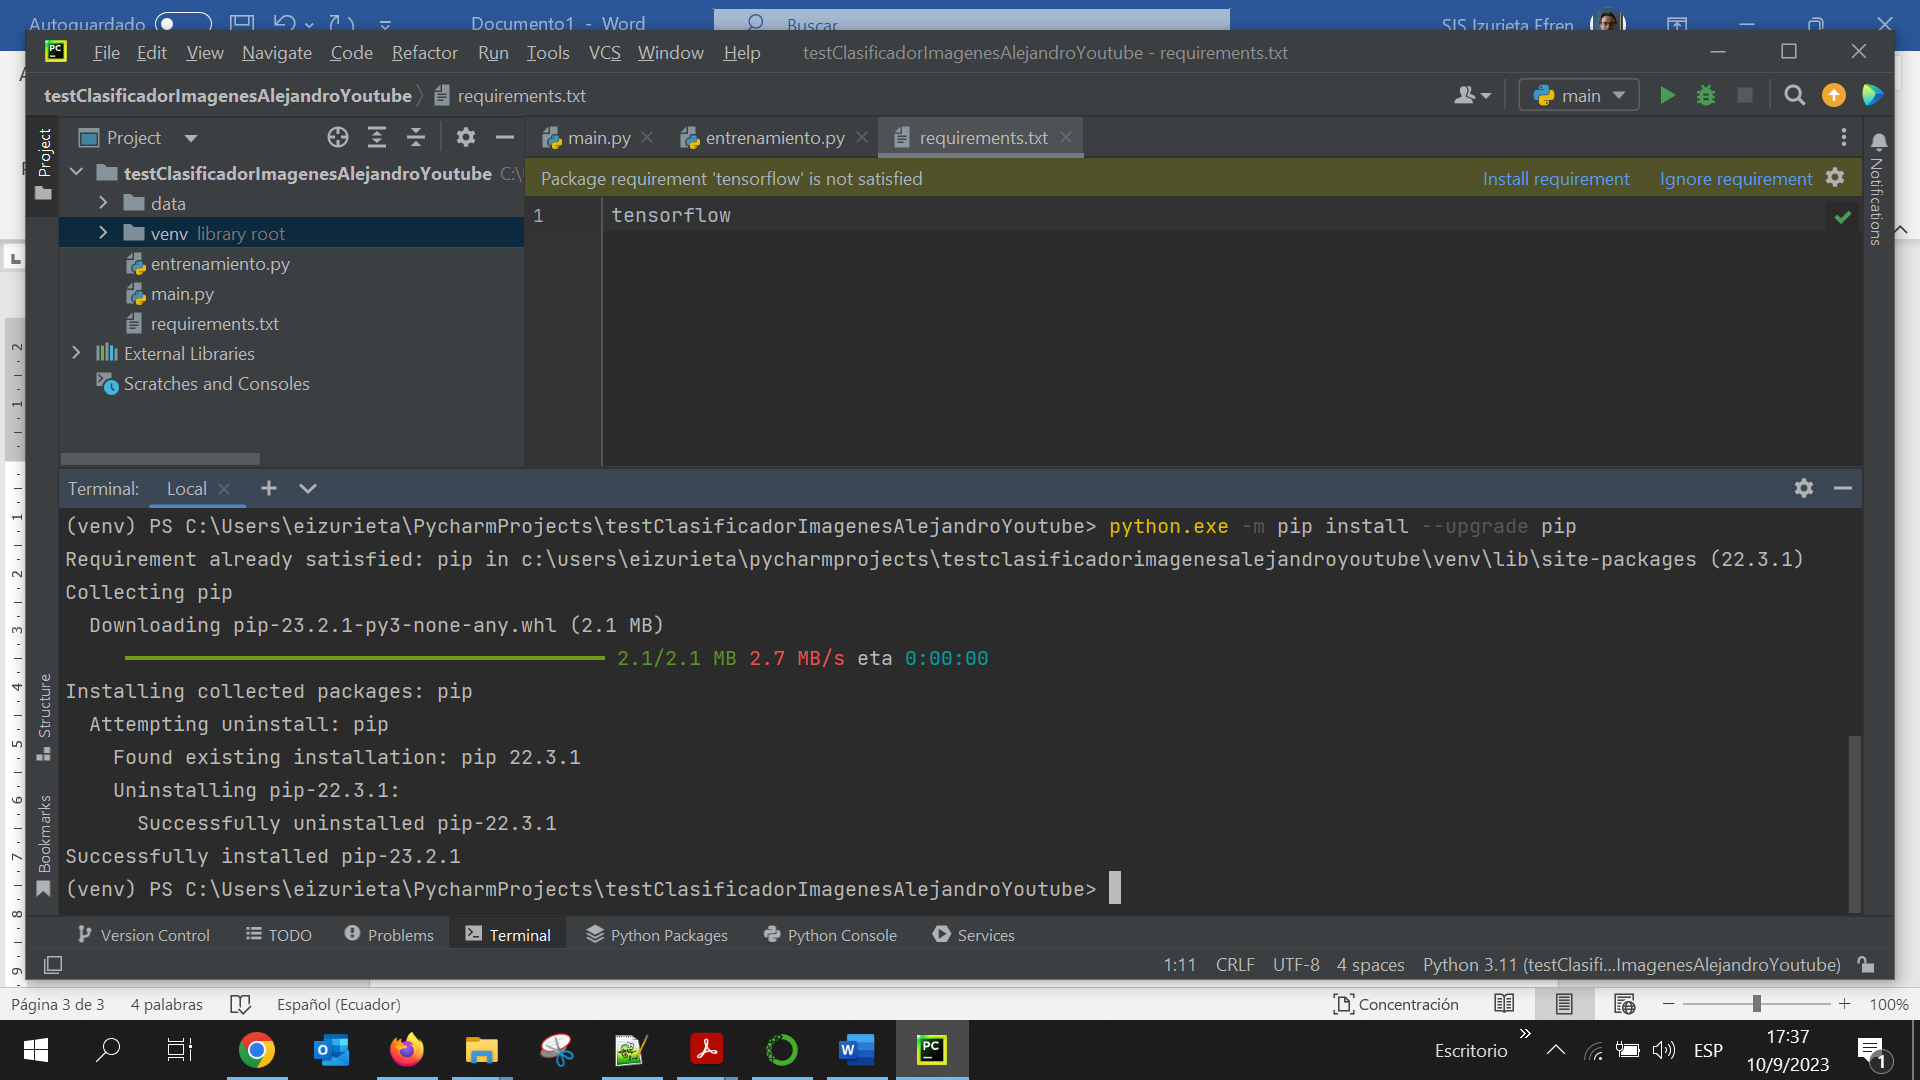 Autoguardado
Documento1 - Word
Buscar
SIS Izurieta Efren
PC
File Edit View Navigate Code Refactor Run Tools VCS Window Help
testClasificadorImagenesAlejandroYoutube - requirements.txt
testClasificadorImagenesAlejandroYoutube
requirements.txt
main
Project
Project
main.py
entrenamiento.py
requirements.txt
testClasificadorImagenesAlejandroYoutube C:\
data
venv library root
entrenamiento.py
main.py
requirements.txt
External Libraries
Scratches and Consoles
Package requirement 'tensorflow' is not satisfied
Install requirement
Ignore requirement
1 tensorflow
Notifications
Terminal: Local
(venv) PS C:\Users\eizurieta\PycharmProjects\testClasificadorImagenesAlejandroYoutube> python.exe -m pip install --upgrade pip
Requirement already satisfied: pip in c:\users\eizurieta\pycharmprojects\testclasificadorimagenesalejandroyoutube\venv\lib\site-packages (22.3.1)
Collecting pip
Downloading pip-23.2.1-py3-none-any.whl (2.1 MB)
2.1/2.1 MB 2.7 MB/s eta 0:00:00
Installing collected packages: pip
Attempting uninstall: pip
Found existing installation: pip 22.3.1
Uninstalling pip-22.3.1:
Successfully uninstalled pip-22.3.1
Successfully installed pip-23.2.1
(venv) PS C:\Users\eizurieta\PycharmProjects\testClasificadorImagenesAlejandroYoutube>
Structure
Bookmarks
Version Control
TODO
Problems
Terminal
Python Packages
Python Console
Services
1:11 CRLF UTF-8 4 spaces Python 3.11 (testClasifi...ImagenesAlejandroYoutube)
Página 3 de 3
4 palabras
Español (Ecuador)
Concentración
100%
Escritorio
ESP
17:37
10/9/2023
1